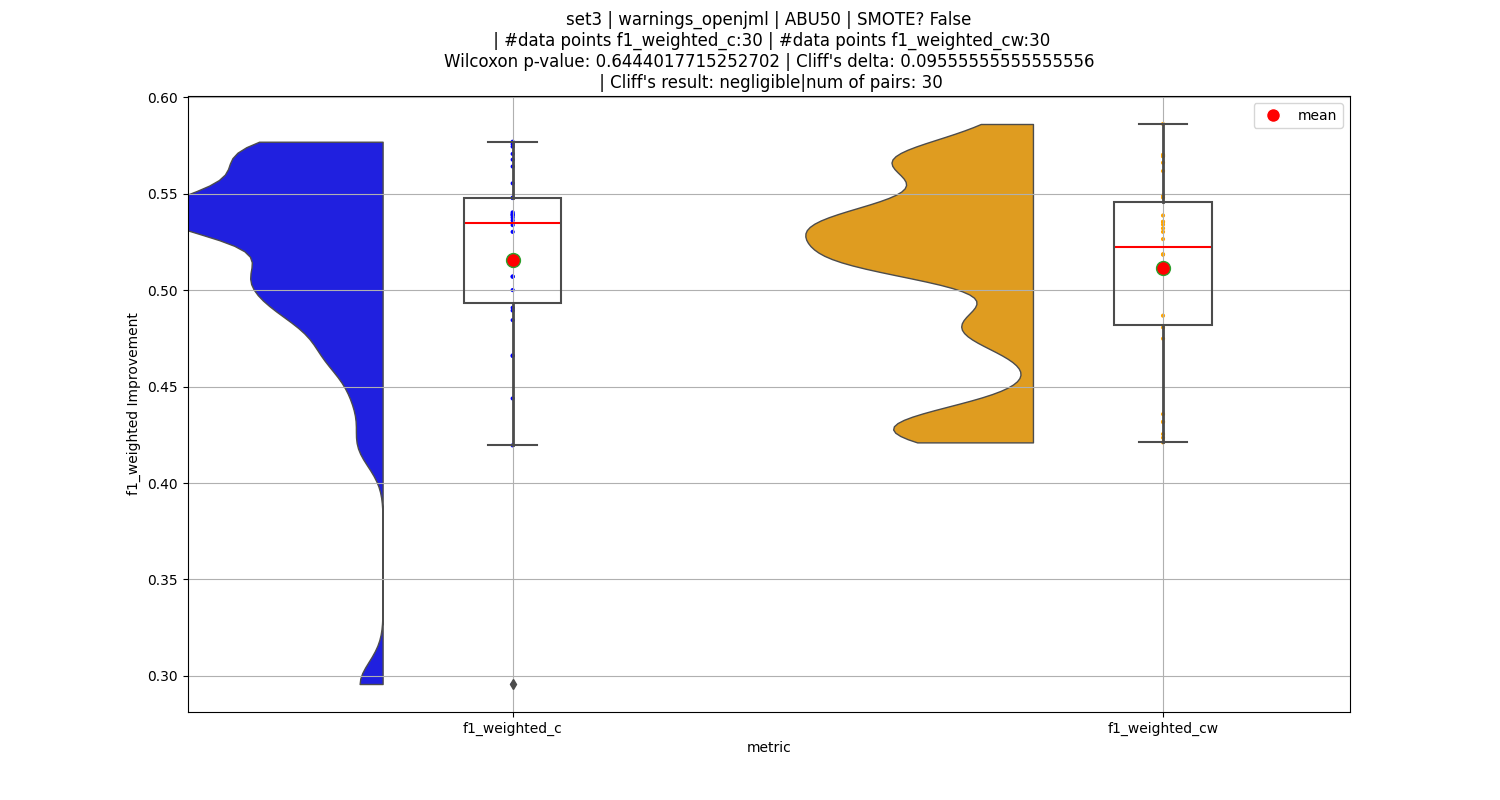 set3 | warnings_openjml | ABU50 | SMOTE? False
| #data points f1_weighted_c:30 | #data points f1_weighted_cw:30
Wilcoxon p-value: 0.6444017715252702 | Cliff's delta: 0.09555555555555556
| Cliff's result: negligible|num of pairs: 30
mean
0.60
0.55
0.50
0.45
0.40
0.35
0.30
f1_weighted Improvement
f1_weighted_c
f1_weighted_cw
metric